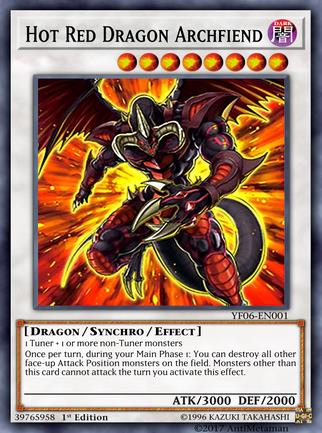 HOT RED DRAGON ARCHFIEND
DARK
闇
YF06-EN001
[DRAGON / SYNCHRO / EFFECT]
1 Tuner + 1 or more non-Tuner monsters
Once per turn, during your Main Phase 1: You can destroy all other
face-up Attack Position monsters on the field. Monsters other than
this card cannot attack the turn you activate this effect.
ATK/3000 DEF/2000
39765958 1st Edition ©1996 KAZUKI TAKAHASHI
©2017 AntiMetaman